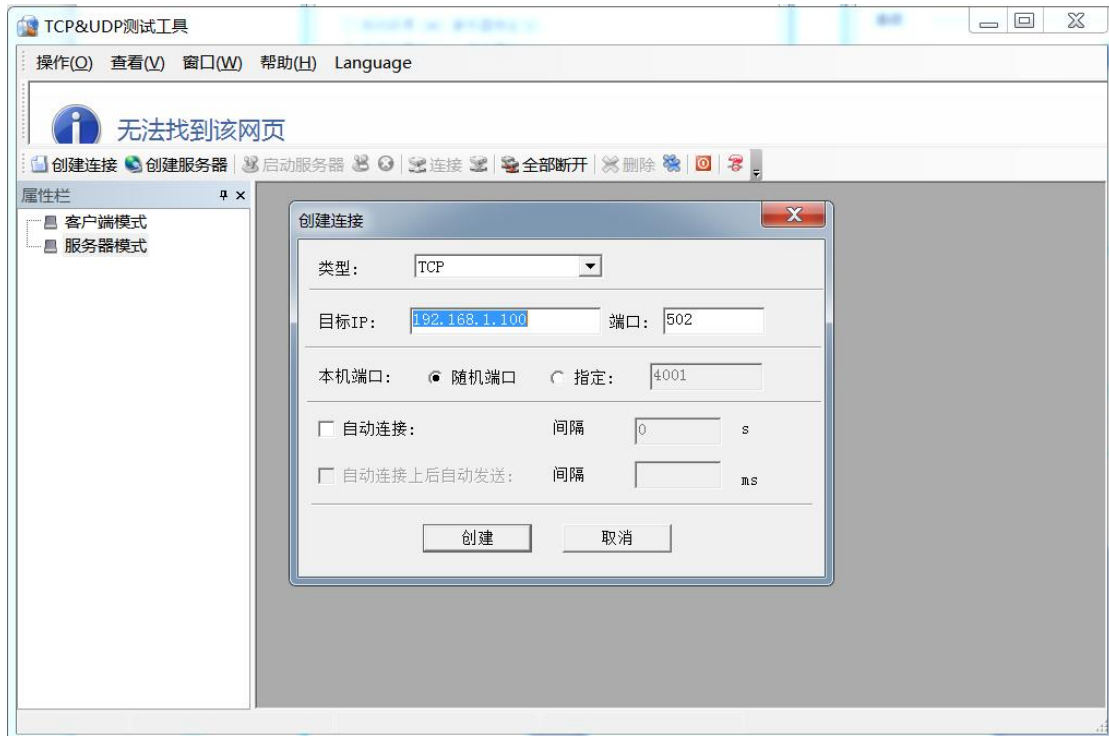 TCP&UDP测试工具
操作(O) 查看(V) 窗口(W) 帮助(H) Language
无法找到该网页
创建连接 创建服务器 启动服务器 连接 全部断开 删除
属性栏
客户端模式
服务器模式
创建连接
类型: TCP
目标IP: 192.168.1.100 端口: 502
本机端口: 随机端口 指定: 4001
自动连接: 间隔 0 s
自动连接上后自动发送: 间隔 ms
创建 取消